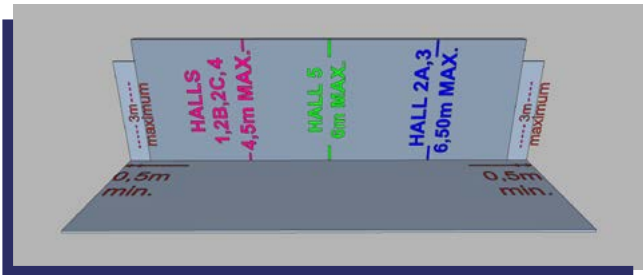 3m
maximum
HALLS
1,2B,2C,4
4,5m MAX.
HALL 5
6m MAX.
HALL 2A,3
6,50m MAX.
3m
maximum
0,5m
min.
0,5m
min.